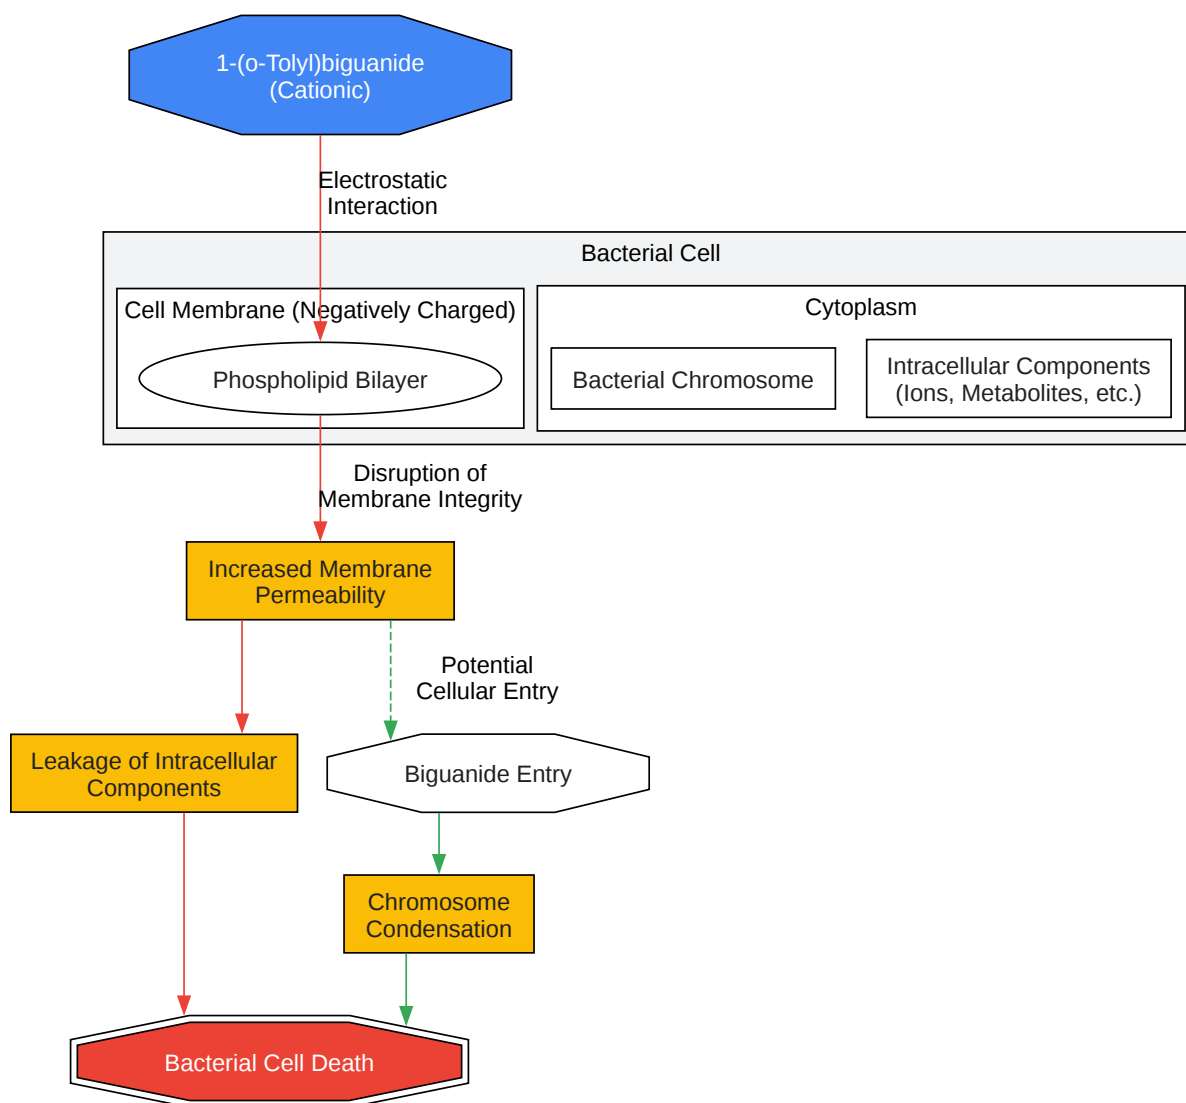 1-(o-Tolyl)biguanide
(Cationic)
Electrostatic
Interaction
Bacterial Cell
Cell Membrane (Negatively Charged)
Phospholipid Bilayer
Cytoplasm
Bacterial Chromosome
Intracellular Components
(Ions, Metabolites, etc.)
Disruption of
Membrane Integrity
Increased Membrane
Permeability
Potential
Cellular Entry
Leakage of Intracellular
Components
Biguanide Entry
Chromosome
Condensation
Bacterial Cell Death